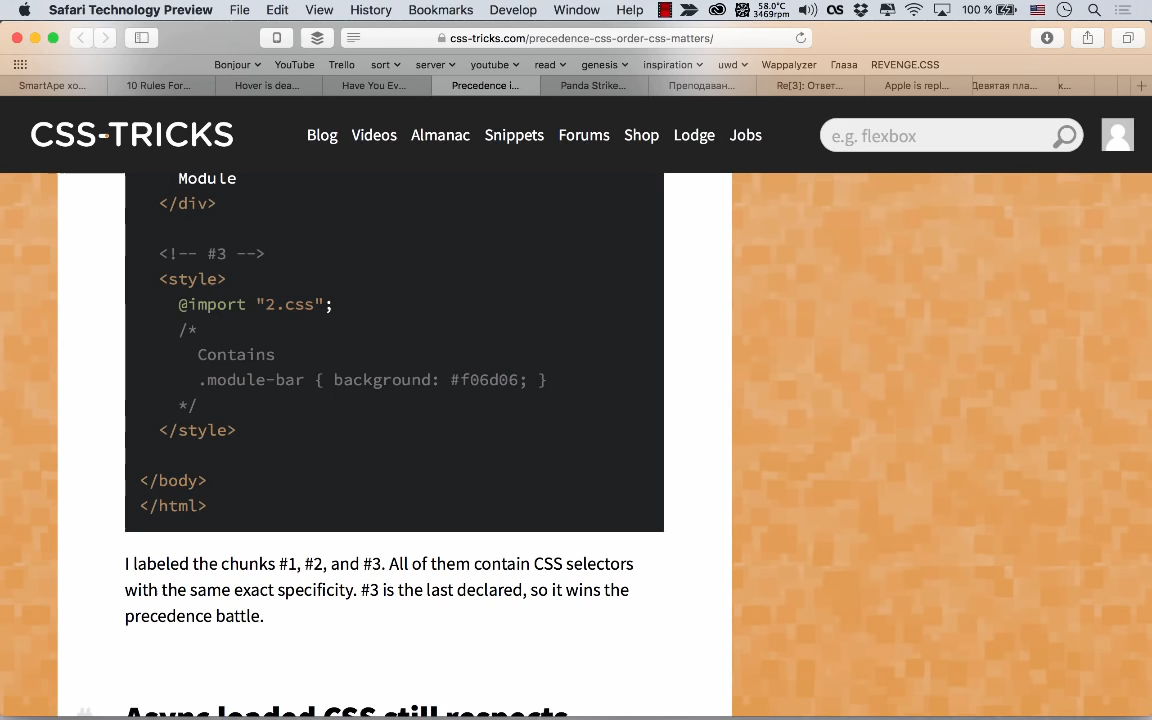 Safari Technology Preview File Edit View History Bookmarks Develop Window Help 58.0°C 3469rpm 100 %
css-tricks.com/precedence-css-order-css-matters/
Bonjour YouTube Trello sort server youtube read genesis inspiration uwd Wappalyzer Глаза REVENGE.CSS
SmartApe хо... 10 Rules For... Hover is dea... Have You Ev... Precedence i... Panda Strike... Преподаван... Re[3]: Ответ... Apple is repl... Девятая пла... к...
CSS-TRICKS Blog Videos Almanac Snippets Forums Shop Lodge Jobs e.g. flexbox
Module
</div>
<!-- #3 -->
<style>
@import "2.css";
/*
Contains
.module-bar { background: #f06d06; }
*/
</style>
</body>
</html>
I labeled the chunks #1, #2, and #3. All of them contain CSS selectors
with the same exact specificity. #3 is the last declared, so it wins the
precedence battle.
# Async loaded CSS still respects